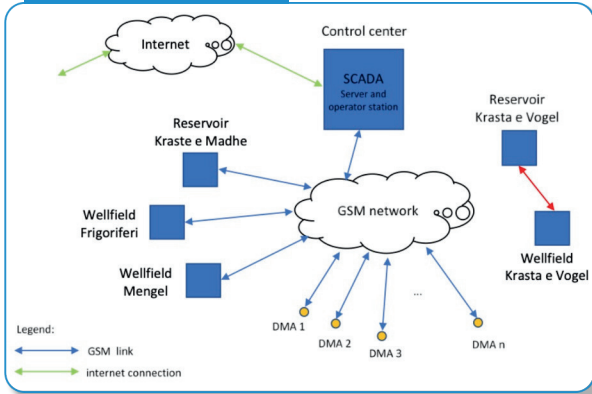 Control center
Internet
SCADA
Server and
operator station
Reservoir
Kraste e Madhe
Reservoir
Krasta e Vogel
GSM network
Wellfield
Frigoriferi
Wellfield
Krasta e Vogel
Wellfield
Mengel
...
DMA 1
DMA 2
DMA 3
DMA n
Legend:
GSM link
internet connection